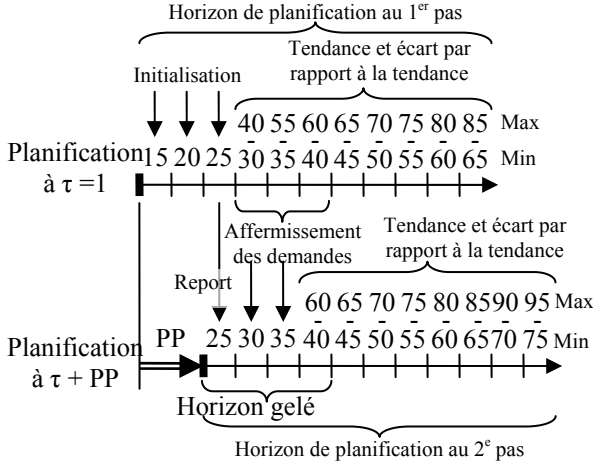 Horizon de planification au 1er pas
Tendance et écart par
rapport à la tendance
Initialisation
40 55 60 65 70 75 80 85 Max
- - - - - - - -
Planification
à τ =1
15 20 25 30 35 40 45 50 55 60 65 Min
Affermissement
des demandes
Tendance et écart par
rapport à la tendance
Report
60 65 70 75 80 85 90 95 Max
- - - - - - - -
Planification
à τ + PP
PP
25 30 35 40 45 50 55 60 65 70 75 Min
Horizon gelé
Horizon de planification au 2e pas